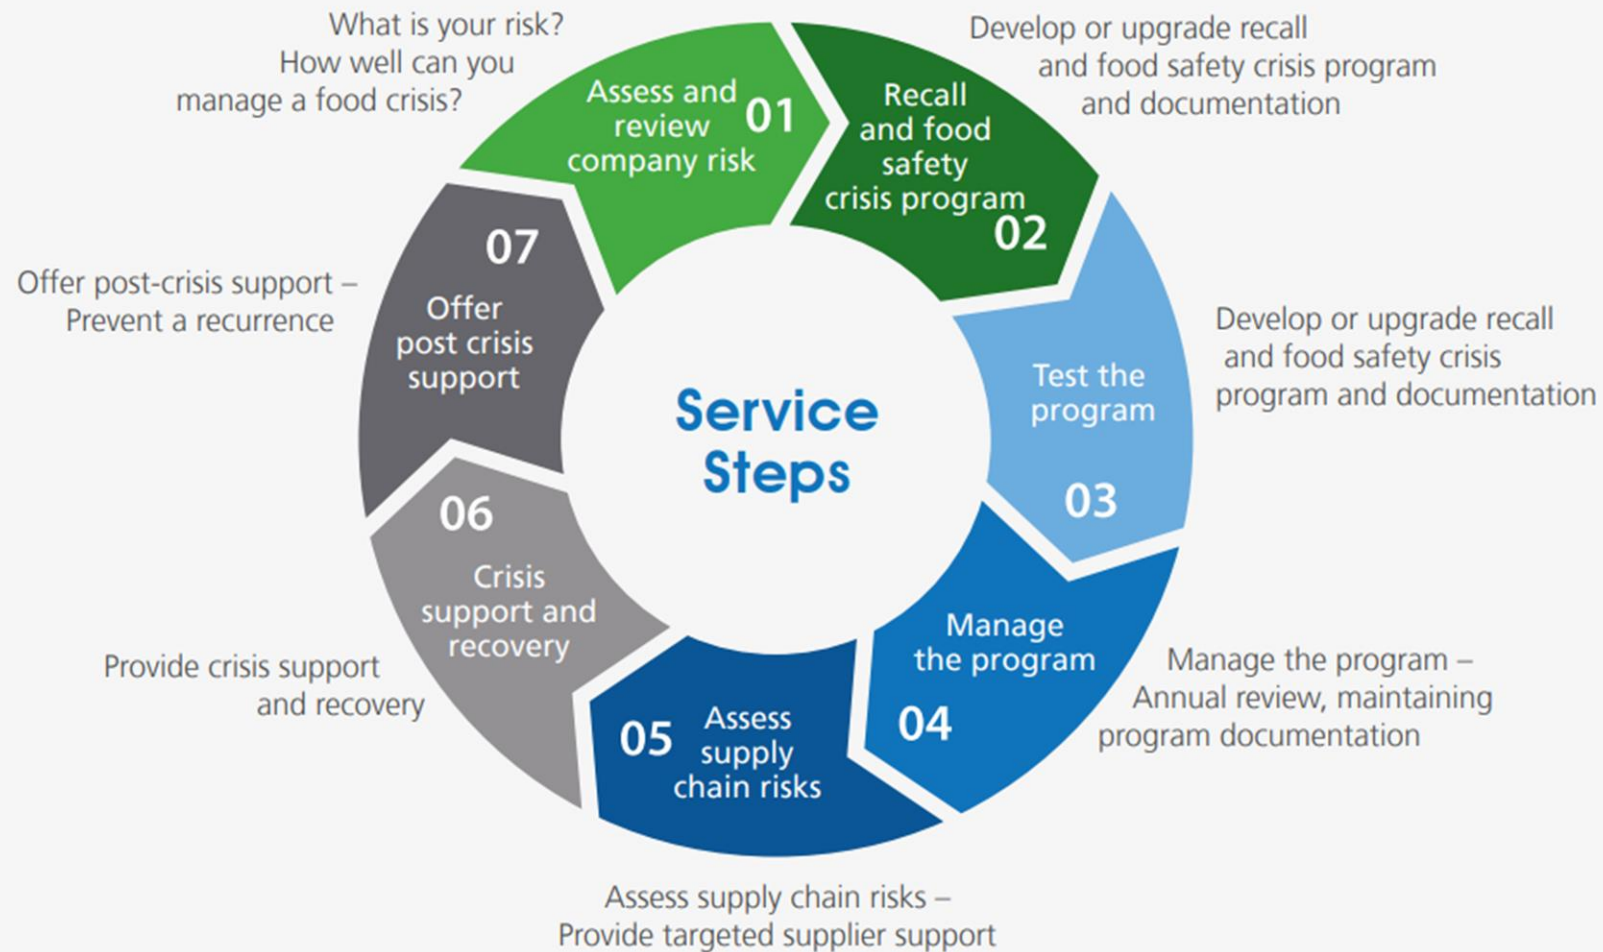 What is your risk?
How well can you
manage a food crisis?
Assess and
review
company risk
01
Recall
and food
safety
crisis program
02
Develop or upgrade recall
and food safety crisis program
and documentation
Test the
program
03
Develop or upgrade recall
and food safety crisis
program and documentation
Manage
the program
04
Manage the program –
Annual review, maintaining
program documentation
05
Assess
supply
chain risks
Assess supply chain risks –
Provide targeted supplier support
06
Crisis
support and
recovery
Provide crisis support
and recovery
07
Offer
post crisis
support
Offer post-crisis support –
Prevent a recurrence
Service
Steps